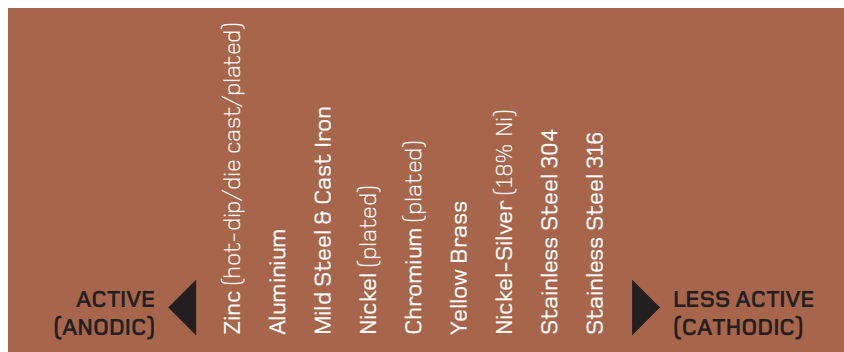 ACTIVE
(ANODIC)
Zinc (hot-dip/die cast/plated)
Aluminium
Mild Steel & Cast Iron
Nickel (plated)
Chromium (plated)
Yellow Brass
Nickel-Silver (18% Ni)
Stainless Steel 304
Stainless Steel 316
LESS ACTIVE
(CATHODIC)